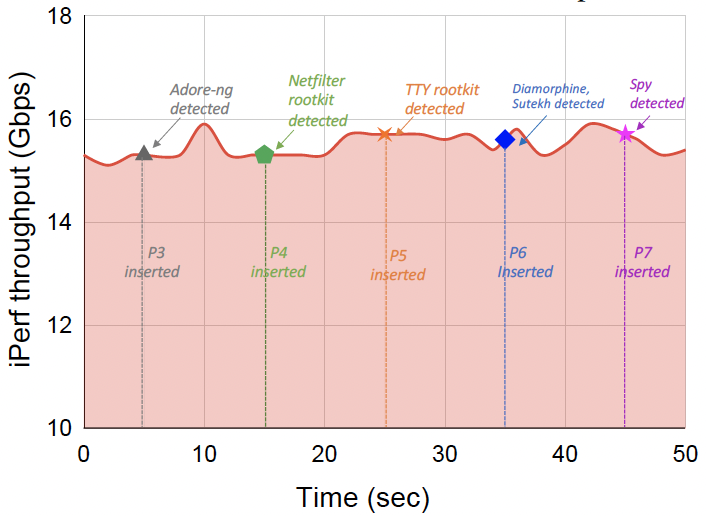 18
16
14
12
10
iPerf throughput (Gbps)
Adore-ng
detected
Netfilter
rootkit
detected
TTY rootkit
detected
Diamorphine,
Sutekh detected
Spy
detected
P3
inserted
P4
inserted
P5
inserted
P6
Inserted
P7
inserted
0
10
20
30
40
50
Time (sec)